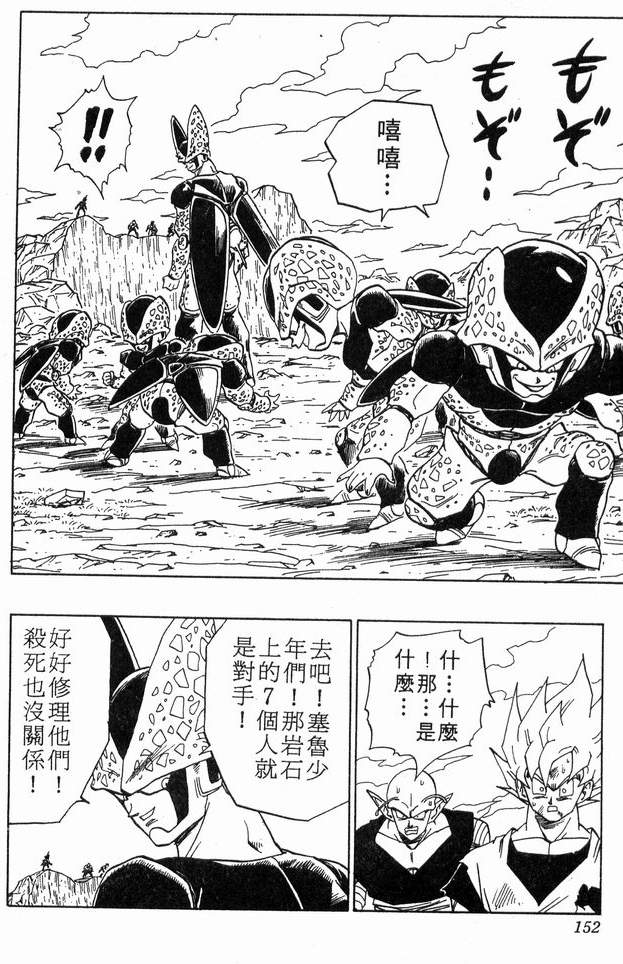 もぞ
もぞ・・
嘻
嘻…
!!
什…什麼
!那…是
什麼…
去吧！塞魯少
年們！那岩石
上的7個人就
是對手！
好好修理他們！
殺死也沒關係！
152